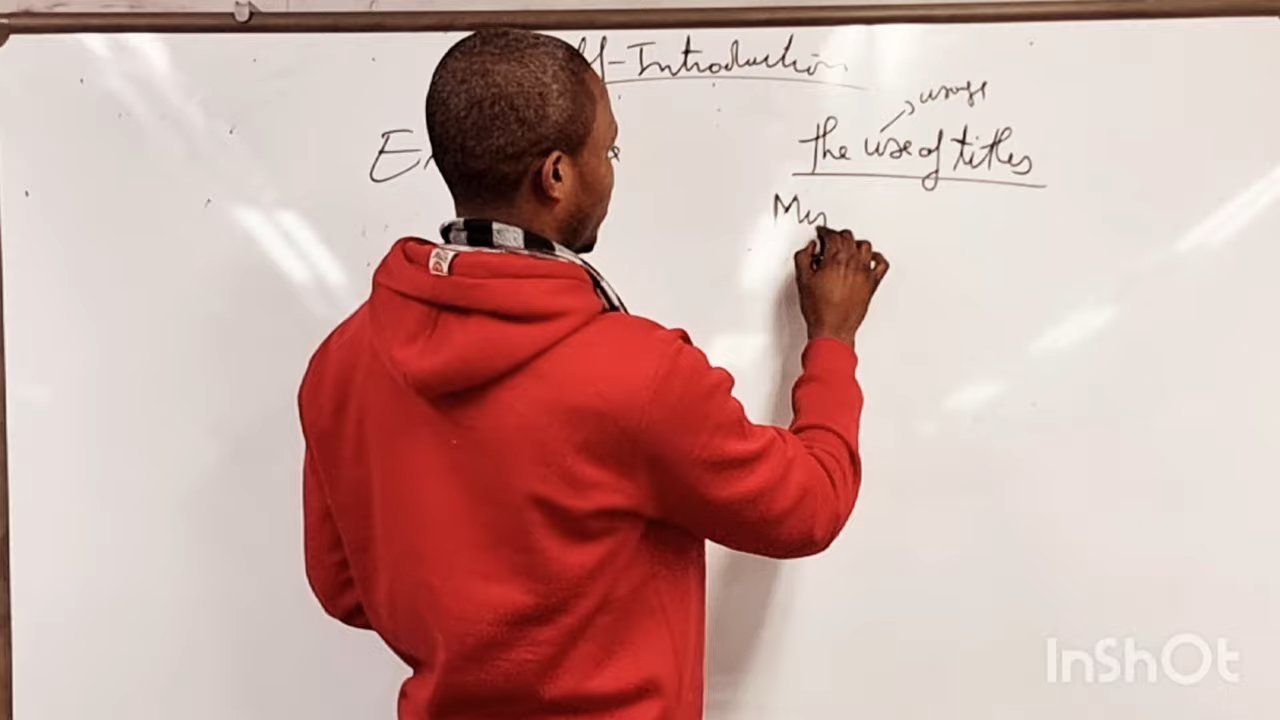 -Introduction
usage
the use of titles
InShOt